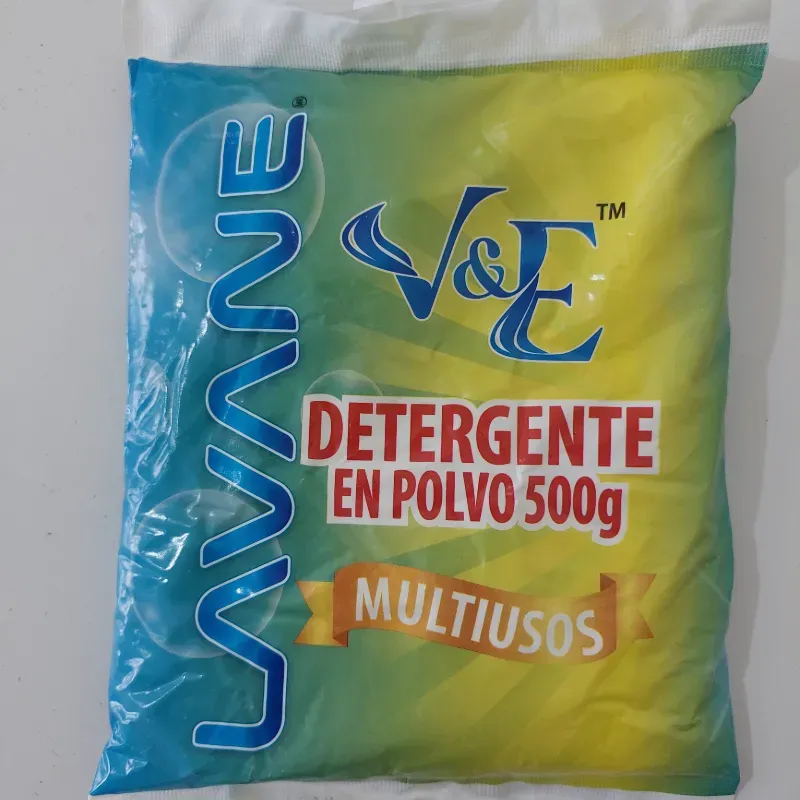 LAVANE®
V&E™
DETERGENTE
EN POLVO 500g
MULTIUSOS